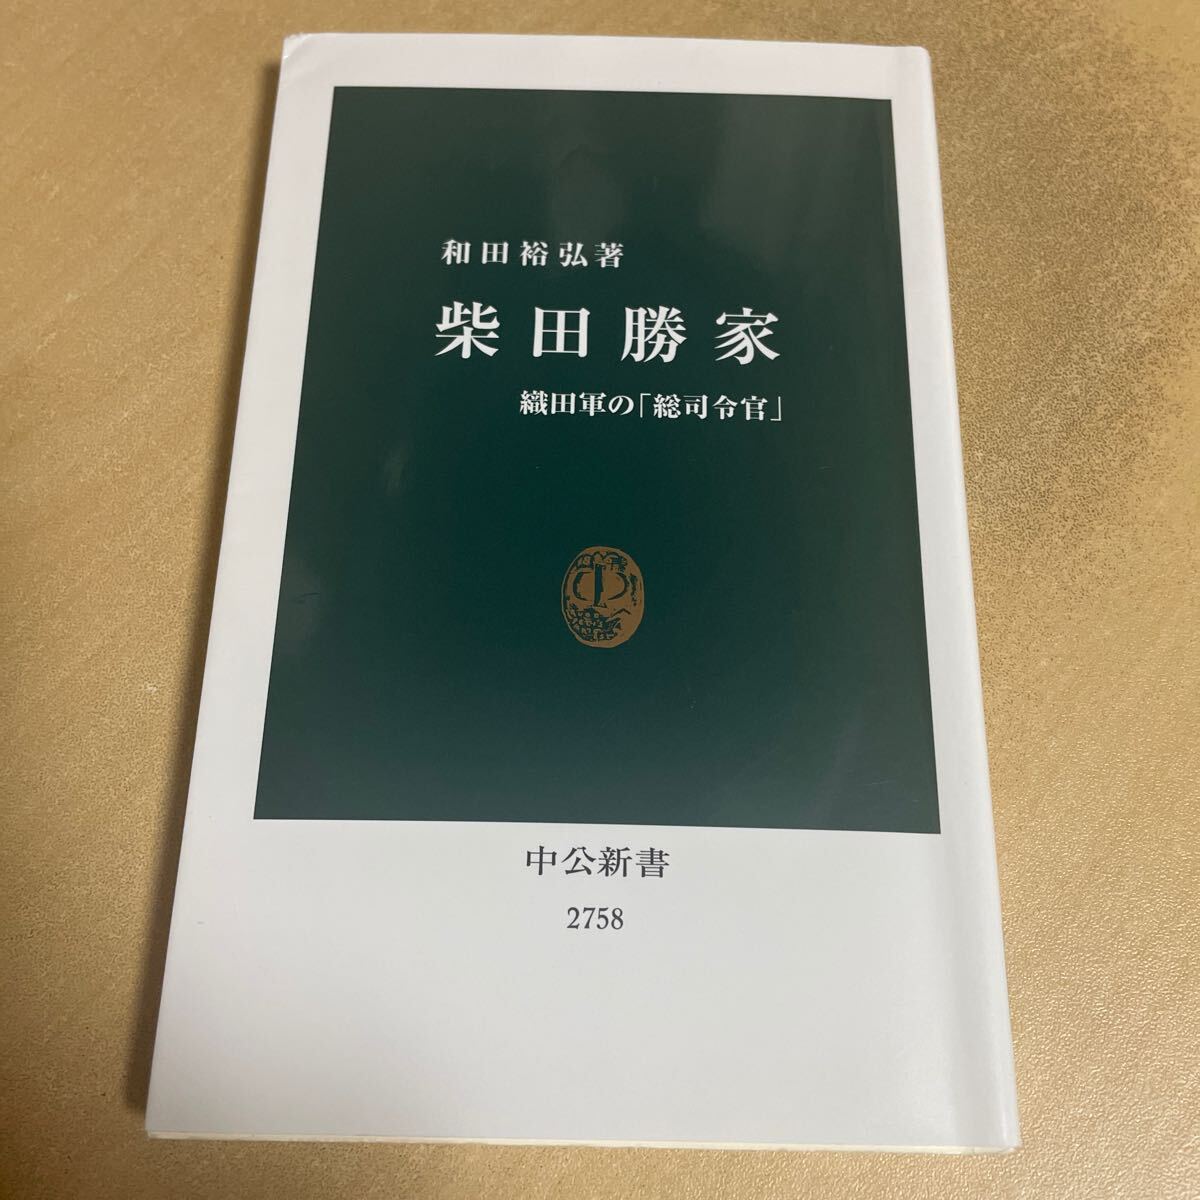 和田裕弘著
柴田勝家
織田軍の「総司令官」
中公新書
2758